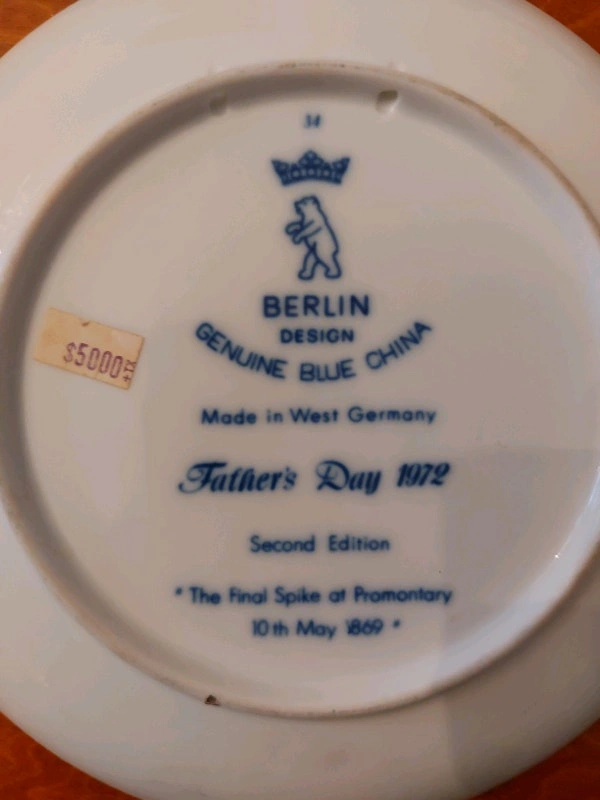 34
BERLIN
DESIGN
GENUINE BLUE CHINA
$5000
+TX
Made in West Germany
Father's Day 1972
Second Edition
" The Final Spike at Promontary
10th May 1869 "